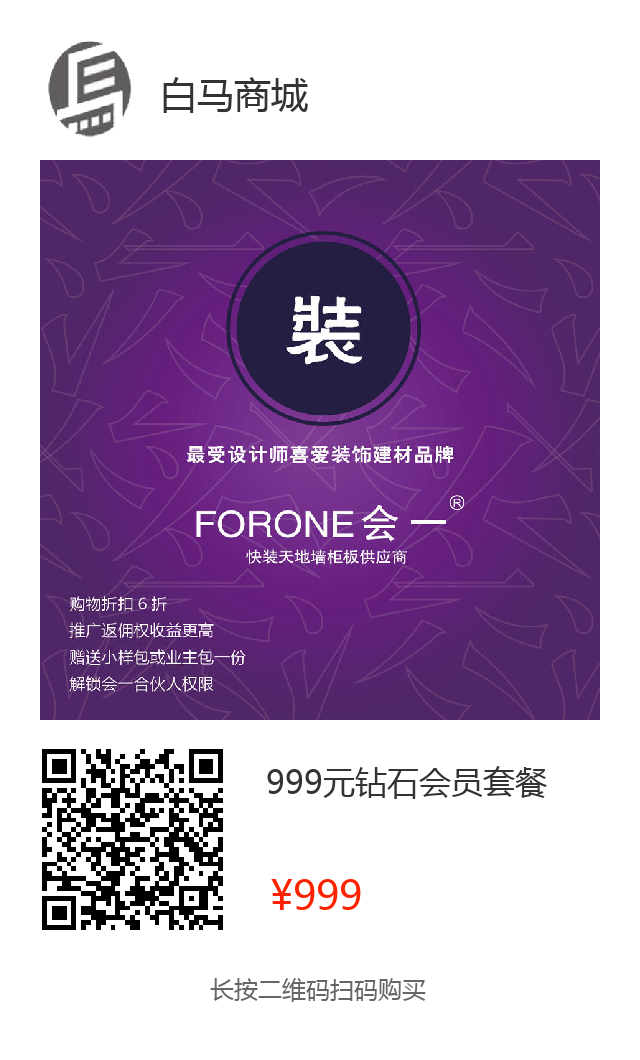 白马商城
裝
最受设计师喜爱装饰建材品牌
FORONE 会一®
快装天地墙柜板供应商
购物折扣 6 折
推广返佣权收益更高
赠送小样包或业主包一份
解锁会一合伙人权限
999元钻石会员套餐
¥999
长按二维码扫码购买